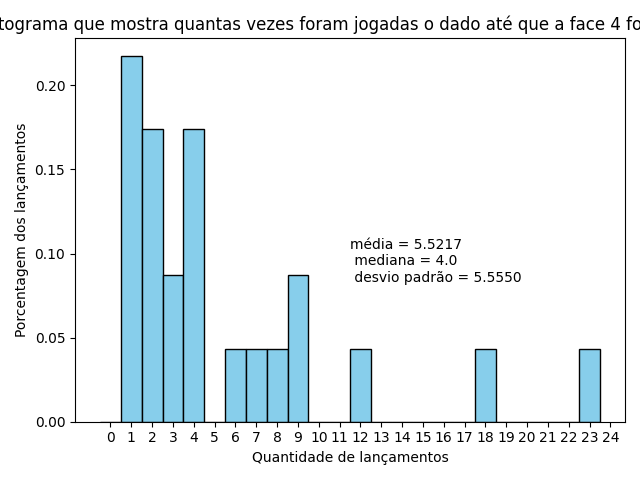 tograma que mostra quantas vezes foram jogadas o dado até que a face 4 fo
Porcentagem dos lançamentos
0.20
0.15
0.10
0.05
0.00
média = 5.5217
mediana = 4.0
desvio padrão = 5.5550
0 1 2 3 4 5 6 7 8 9 10 11 12 13 14 15 16 17 18 19 20 21 22 23 24
Quantidade de lançamentos